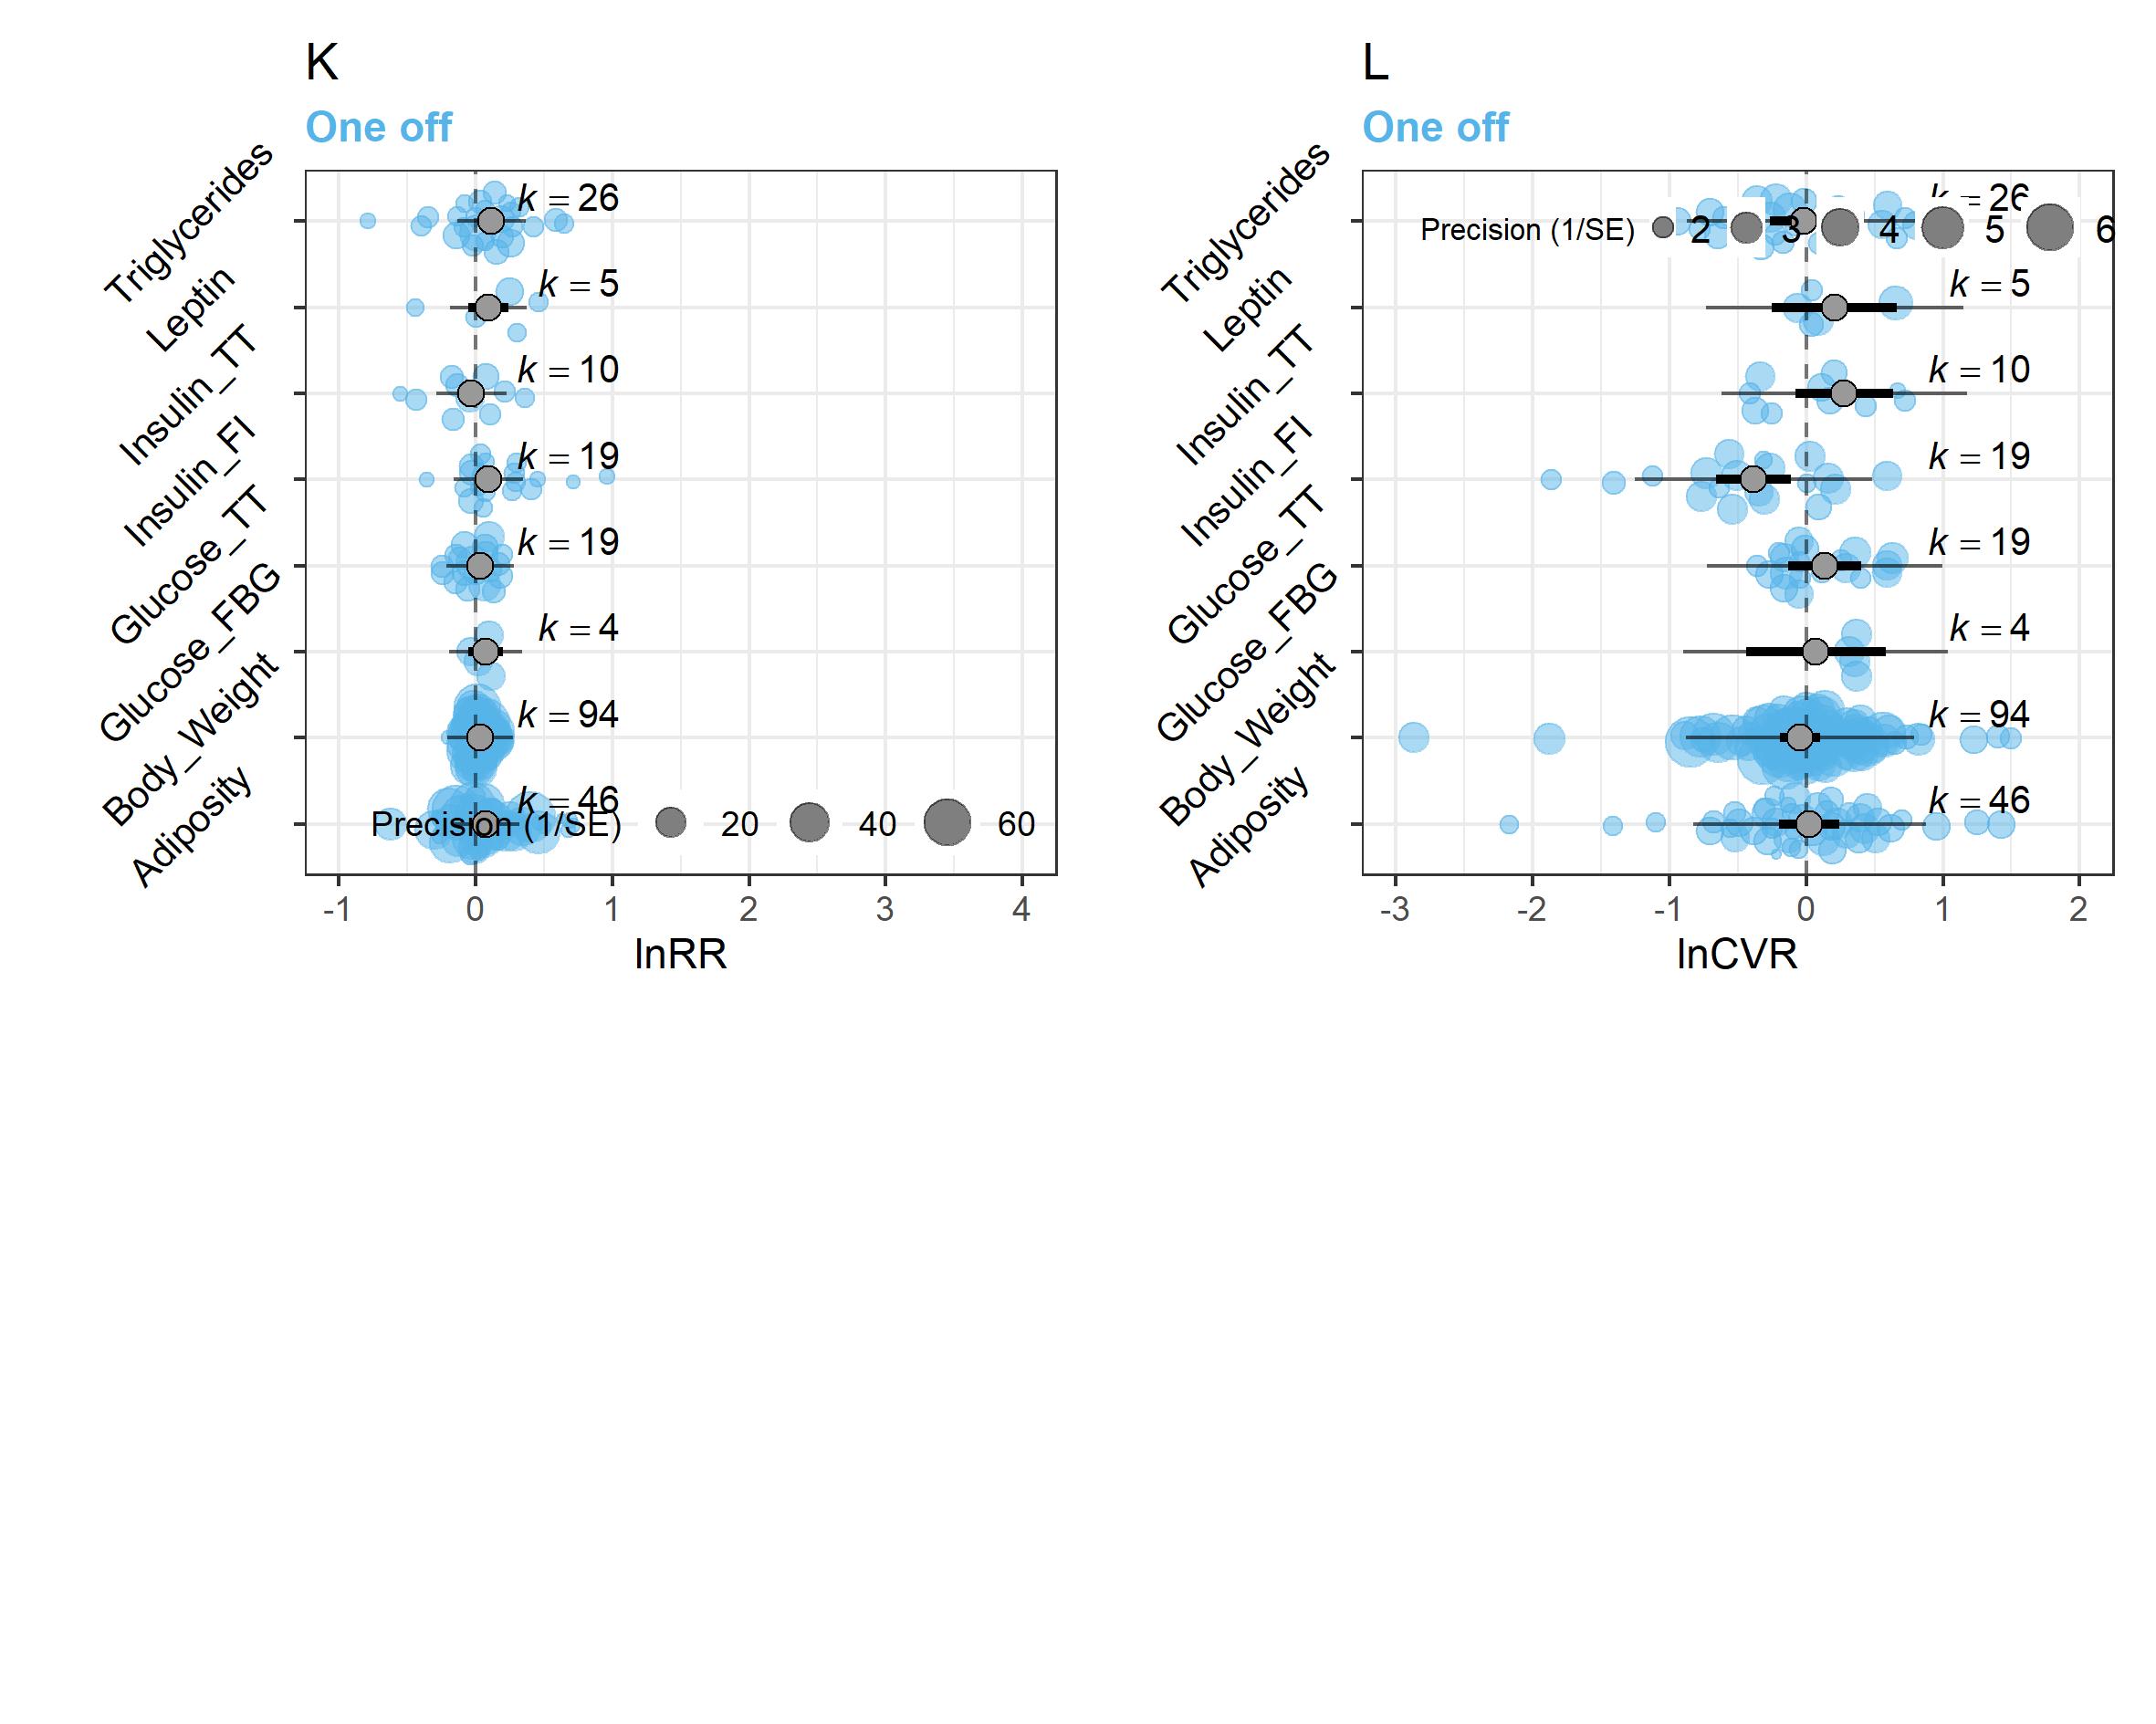 K
One off
Triglycerides
Leptin
Insulin_TT
Insulin_FI
Glucose_TT
Glucose_FBG
Body_Weight
Adiposity
k = 26
k = 5
k = 10
k = 19
k = 19
k = 4
k = 94
k = 46
Precision (1/SE) 20 40 60
-1 0 1 2 3 4
lnRR
L
One off
Triglycerides
Leptin
Insulin_TT
Insulin_FI
Glucose_TT
Glucose_FBG
Body_Weight
Adiposity
k = 26
Precision (1/SE) 2 3 4 5 6
k = 5
k = 10
k = 19
k = 19
k = 4
k = 94
k = 46
-3 -2 -1 0 1 2
lnCVR